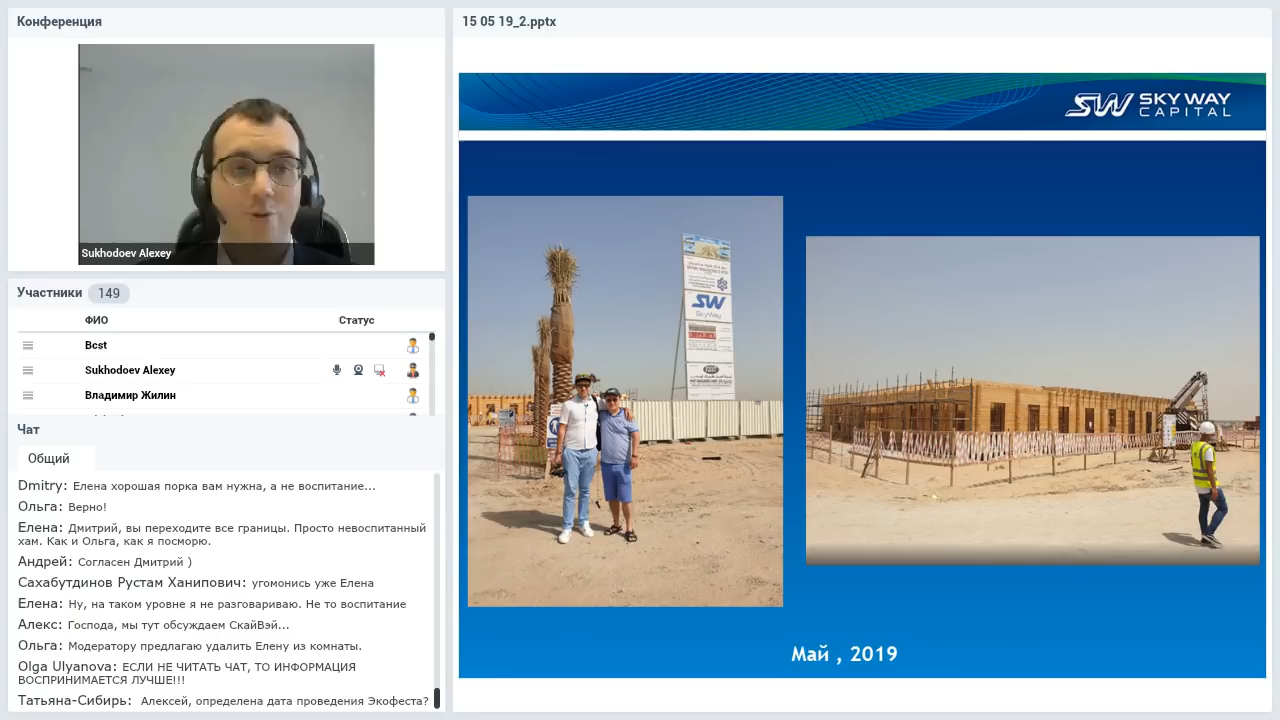 Конференция
Sukhodoev Alexey
Участники 149
ФИО Статус
Bcst
Sukhodoev Alexey
Владимир Жилин
Чат
Общий
Dmitry: Елена хорошая порка вам нужна, а не воспитание...
Ольга: Верно!
Елена: Дмитрий, вы переходите все границы. Просто невоспитанный
хам. Как и Ольга, как я посморю.
Андрей: Согласен Дмитрий )
Сахабутдинов Рустам Ханипович: угомонись уже Елена
Елена: Ну, на таком уровне я не разговариваю. Не то воспитание
Алекс: Господа, мы тут обсуждаем СкайВэй...
Ольга: Модератору предлагаю удалить Елену из комнаты.
Olga Ulyanova: ЕСЛИ НЕ ЧИТАТЬ ЧАТ, ТО ИНФОРМАЦИЯ
ВОСПРИНИМАЕТСЯ ЛУЧШЕ!!!
Татьяна-Сибирь: Алексей, определена дата проведения Экофеста?
15 05 19_2.pptx
SW SKY WAY
CAPITAL
SW
SkyWay
Май , 2019